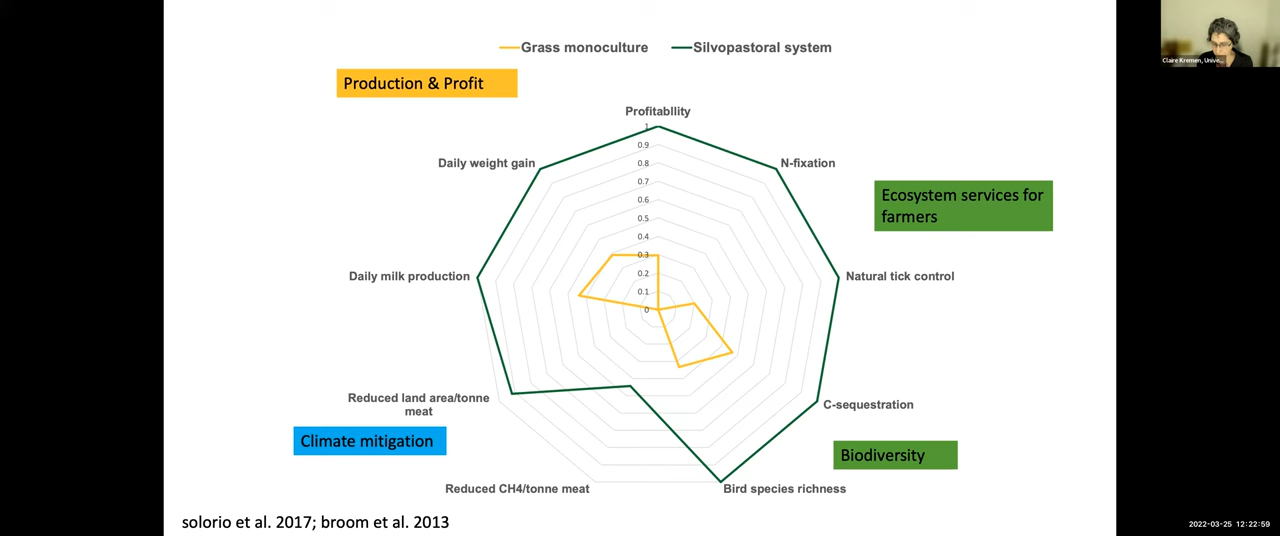 Grass monoculture
Silvopastoral system
Claire Kremen, Unive...
Production & Profit
Profitability
1
0.9
0.8
0.7
0.6
0.5
0.4
0.3
0.2
0.1
0
Daily weight gain
N-fixation
Ecosystem services for
farmers
Daily milk production
Natural tick control
Reduced land area/tonne
meat
C-sequestration
Climate mitigation
Biodiversity
Reduced CH4/tonne meat
Bird species richness
solorio et al. 2017; broom et al. 2013
2022-03-25 12:22:59